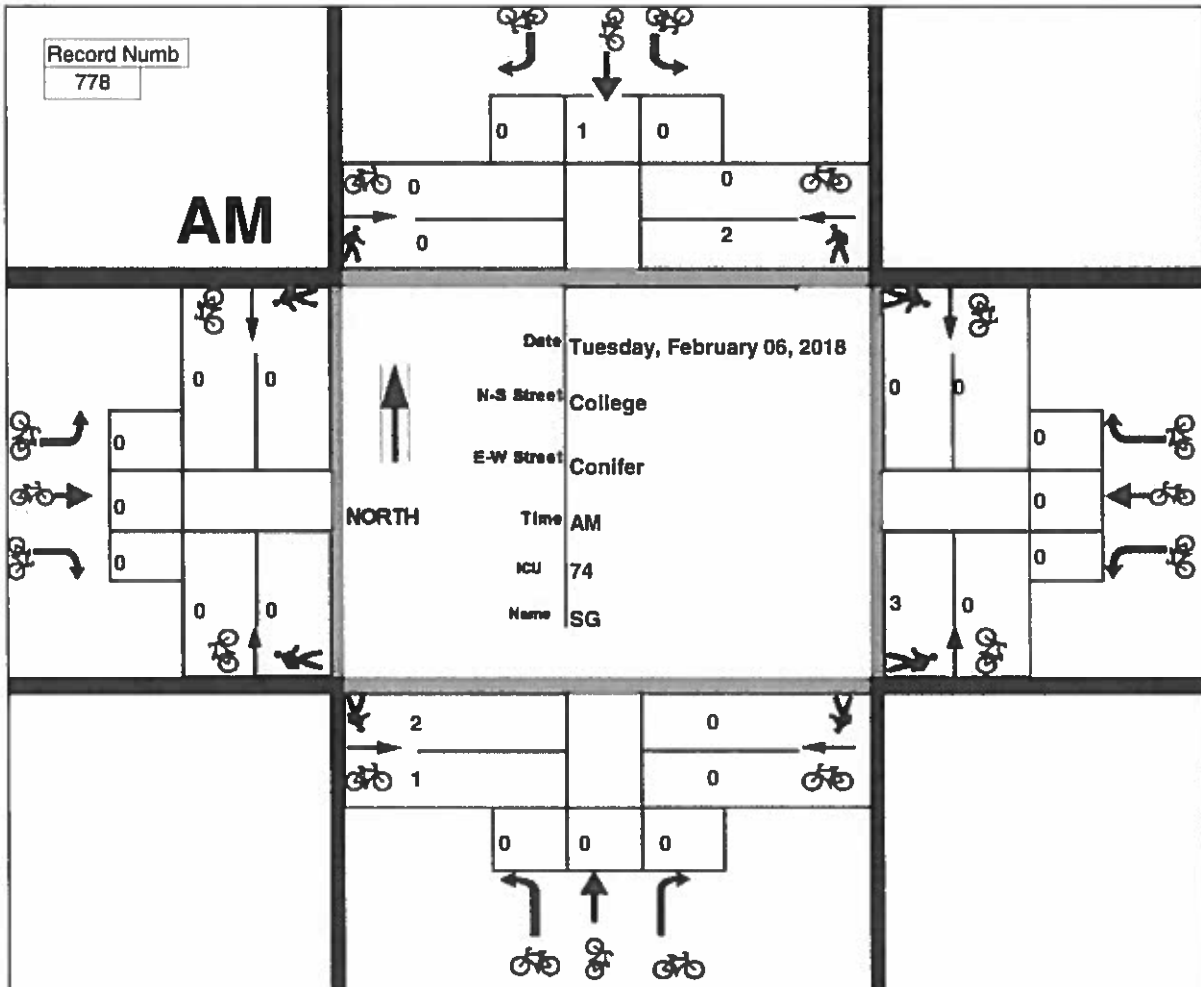 Record Numb
778
0 1 0
0 0
0 2
AM
Date Tuesday, February 06, 2018
N-S Street College
E-W Street Conifer
NORTH
Time AM
ICU 74
Name SG
0 0
0
0
0
0 0
0 0
0
0
0
3 0
2 0
1 0
0 0 0